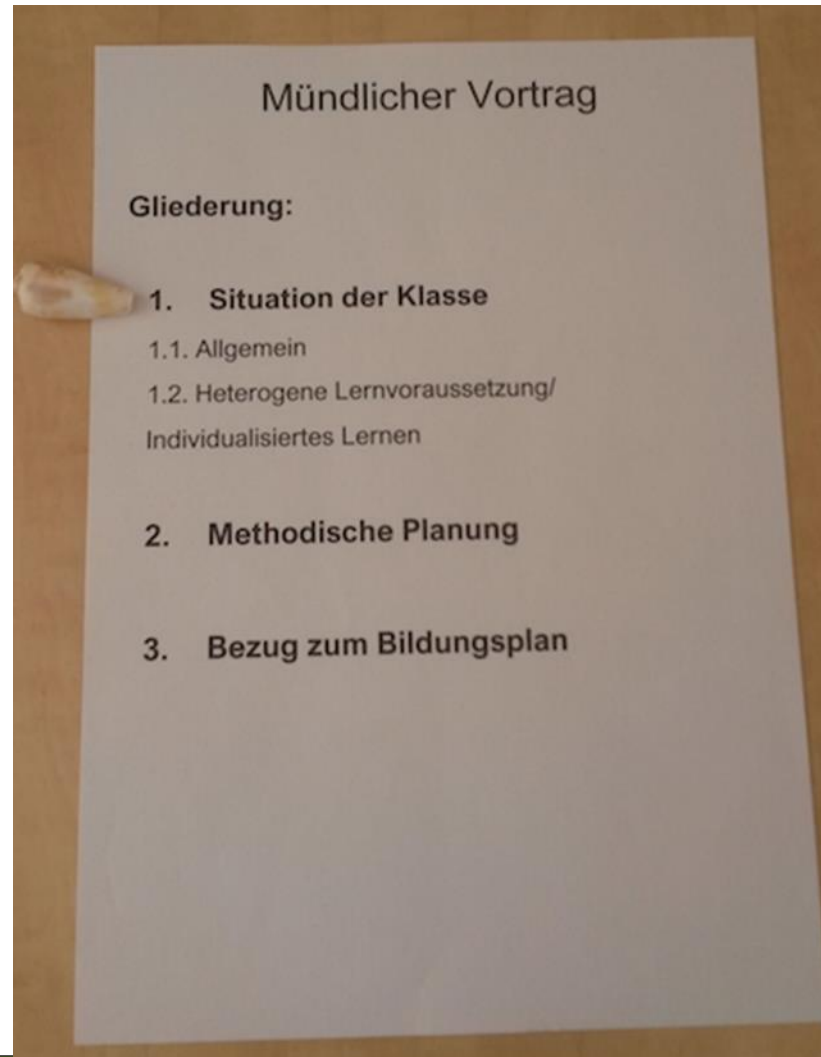 Mündlicher Vortrag
Gliederung:
1. Situation der Klasse
1.1. Allgemein
1.2. Heterogene Lernvoraussetzung/
Individualisiertes Lernen
2. Methodische Planung
3. Bezug zum Bildungsplan